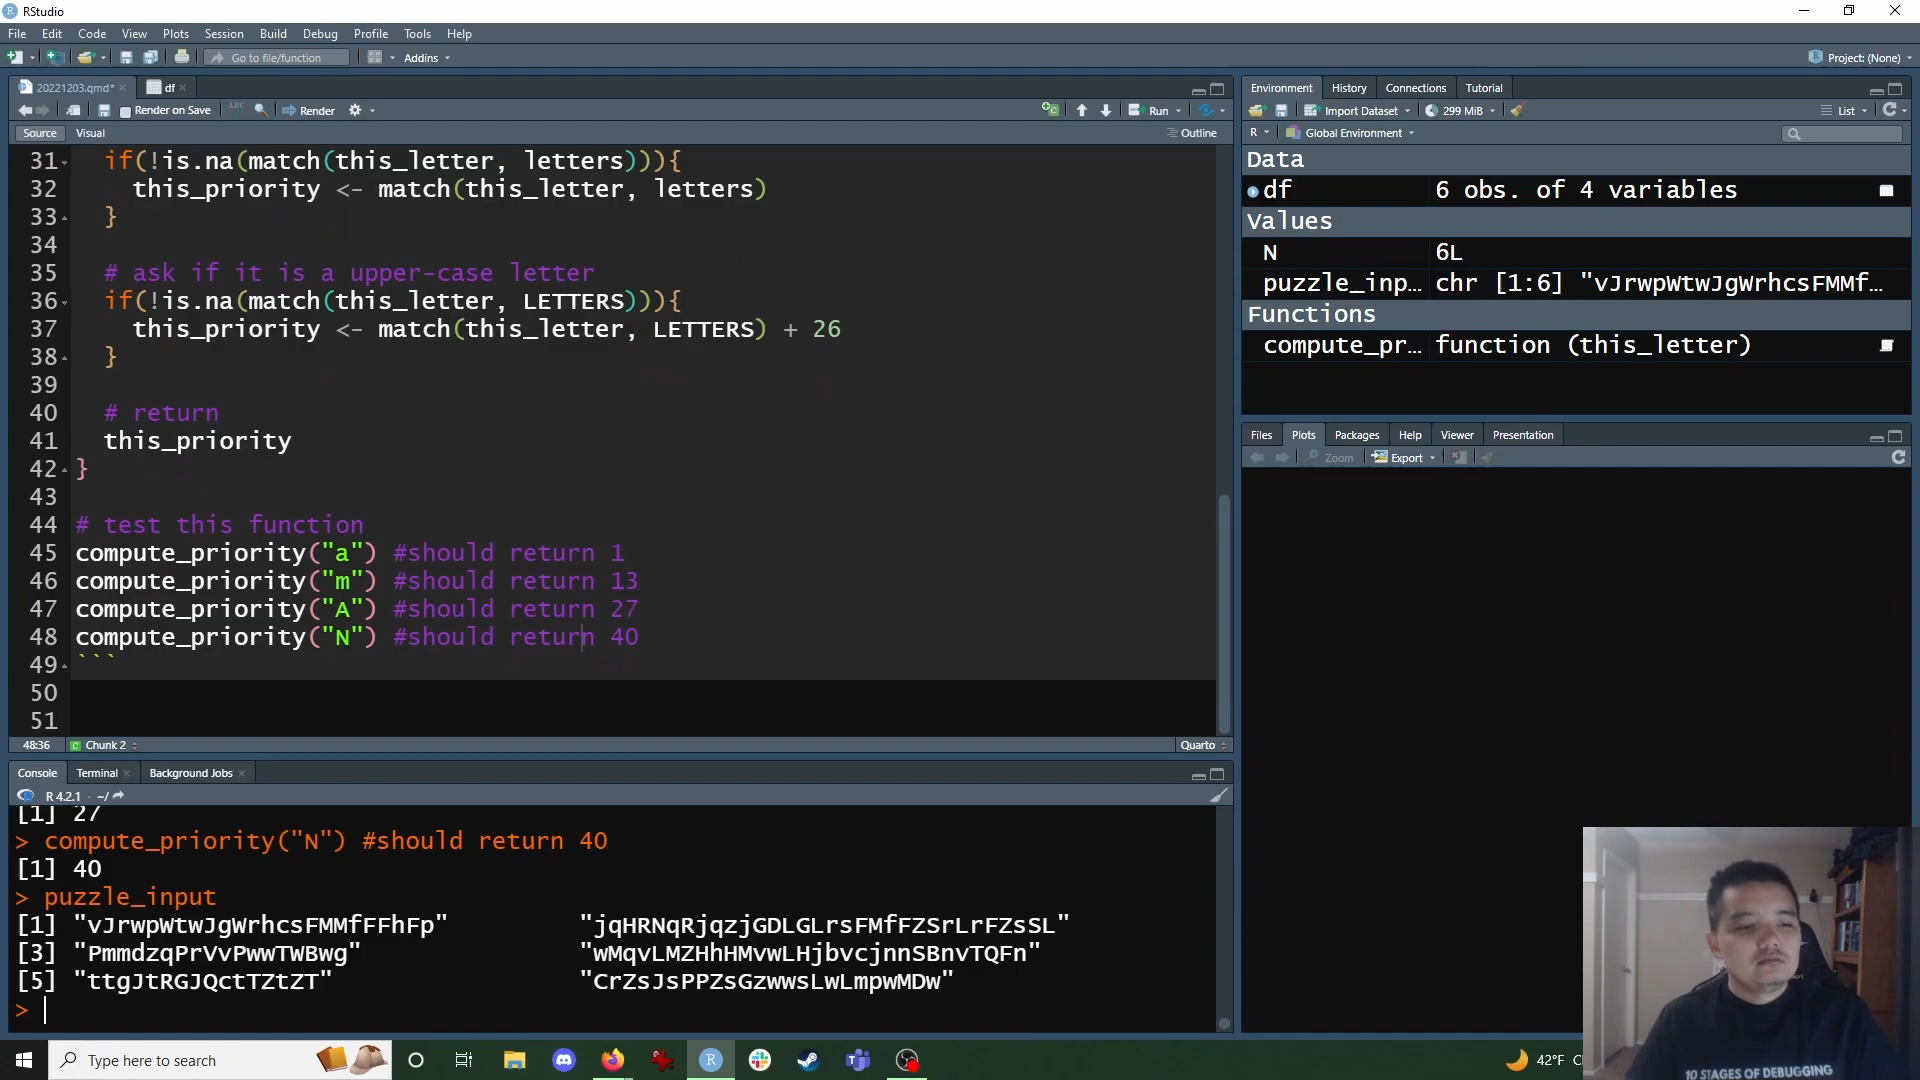 RStudio
File Edit Code View Plots Session Build Debug Profile Tools Help
Go to file/function Addins Project: (None)
20221203.qmd* df
Render on Save ABC Render Run
Source Visual Outline
31 if(!is.na(match(this_letter, letters))){
32 this_priority <- match(this_letter, letters)
33 }
34
35 # ask if it is a upper-case letter
36 if(!is.na(match(this_letter, LETTERS))){
37 this_priority <- match(this_letter, LETTERS) + 26
38 }
39
40 # return
41 this_priority
42 }
43
44 # test this function
45 compute_priority("a") #should return 1
46 compute_priority("m") #should return 13
47 compute_priority("A") #should return 27
48 compute_priority("N") #should return 40
49 ```
50
51
48:36 Chunk 2 Quarto
Console Terminal Background Jobs
R 4.2.1 · ~/
[1] 27
> compute_priority("N") #should return 40
[1] 40
> puzzle_input
[1] "vJrwpWtwJgWrhcsFMMfFFhFp" "jqHRNqRjqzjGDLGLrsFMfFZSrLrFZsSL"
[3] "PmmdzqPrVvPwwTWBwg" "wMqvLMZHhHMvwLHjbvcjnnSBnvTQFn"
[5] "ttgJtRGJQctTZtZT" "CrZsJsPPZsGzwwsLwLmpwMDw"
>
Environment History Connections Tutorial
Import Dataset 299 MiB List
R Global Environment
Data
df 6 obs. of 4 variables
Values
N 6L
puzzle_inp… chr [1:6] "vJrwpWtwJgWrhcsFMMf…
Functions
compute_pr… function (this_letter)
Files Plots Packages Help Viewer Presentation
Zoom Export
10 STAGES OF DEBUGGING
Type here to search
42°F